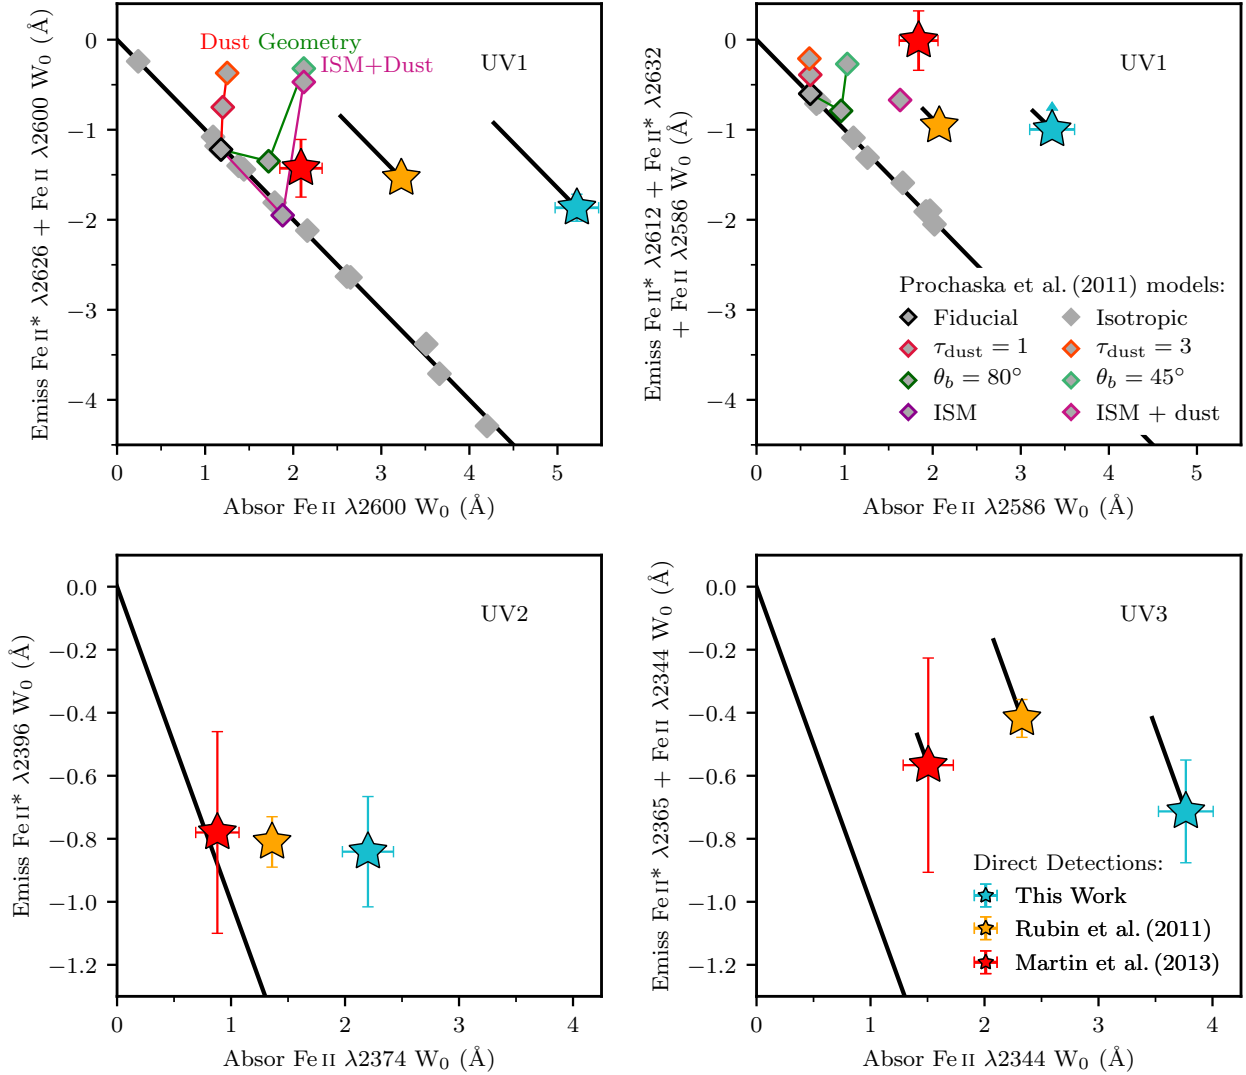 Emiss Fe II* λ2626 + Fe II λ2600 W₀ (Å)
0
−1
−2
−3
−4
Dust Geometry
ISM+Dust
UV1
0 1 2 3 4 5
Absor Fe II λ2600 W₀ (Å)
Emiss Fe II* λ2612 + Fe II* λ2632
+ Fe II λ2586 W₀ (Å)
0
−1
−2
−3
−4
UV1
Prochaska et al. (2011) models:
Fiducial
Isotropic
τ_dust = 1
τ_dust = 3
θ_b = 80°
θ_b = 45°
ISM
ISM + dust
0 1 2 3 4 5
Absor Fe II λ2586 W₀ (Å)
Emiss Fe II* λ2396 W₀ (Å)
0.0
−0.2
−0.4
−0.6
−0.8
−1.0
−1.2
UV2
0 1 2 3 4
Absor Fe II λ2374 W₀ (Å)
Emiss Fe II* λ2365 + Fe II λ2344 W₀ (Å)
0.0
−0.2
−0.4
−0.6
−0.8
−1.0
−1.2
UV3
Direct Detections:
This Work
Rubin et al. (2011)
Martin et al. (2013)
0 1 2 3 4
Absor Fe II λ2344 W₀ (Å)